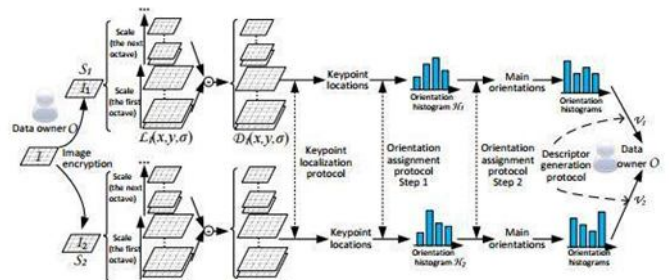 S₁
I₁
Data owner O
I
Image
encryption
I₂
S₂
Scale
(the next
octave)
Scale
(the first
octave)
L₁(x,y,σ)
D₁(x,y,σ)
Scale
(the next
octave)
Scale
(the first
octave)
Keypoint
locations
Orientation
histogram H₁
Main
orientations
Orientation
histograms
v₁
Keypoint
localization
protocol
Orientation
assignment
protocol
Step 1
Orientation
assignment
protocol
Step 2
Descriptor
generation
protocol
Data
owner O
v₂
Keypoint
locations
Orientation
histogram H₂
Main
orientations
Orientation
histograms